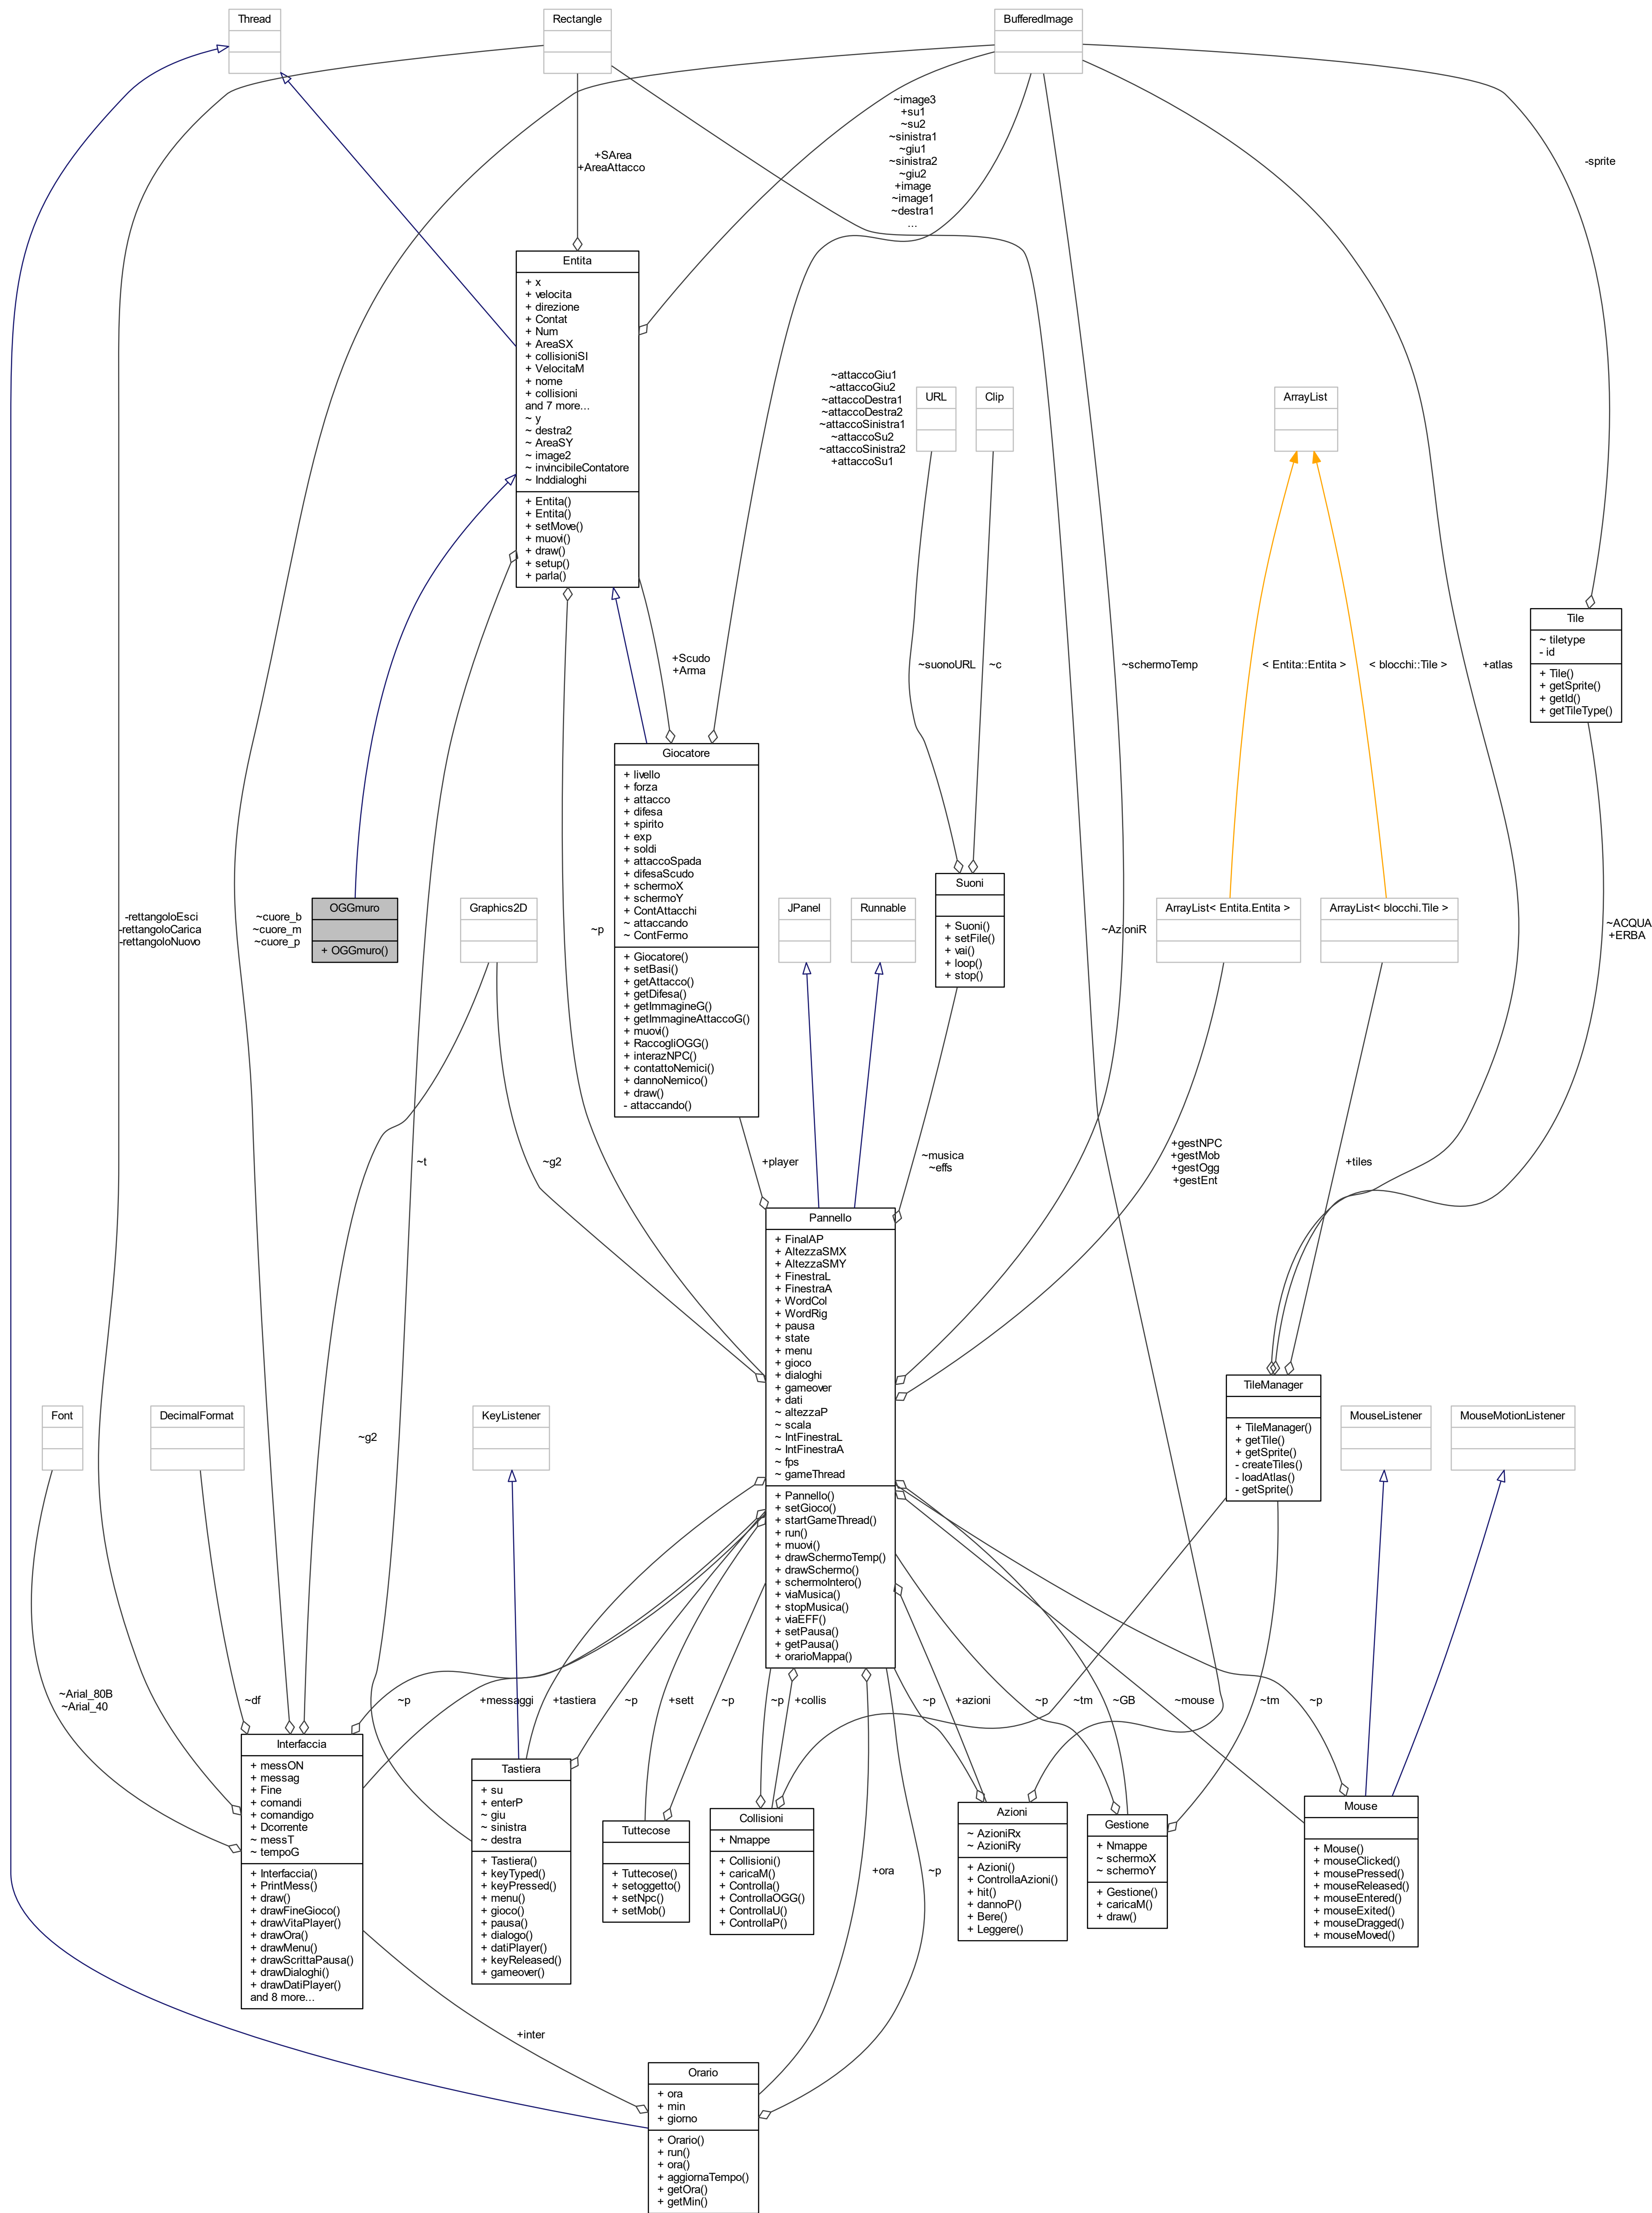 Thread
Rectangle
BufferedImage
~image3
+su1
~su2
~sinistra1
~giu1
~sinistra2
~giu2
+image
~image1
~destra1
...
+SArea
+AreaAttacco
-sprite
Entita
+ x
+ velocita
+ direzione
+ Contat
+ Num
+ AreaSX
+ collisioniSI
+ VelocitaM
+ nome
+ collisioni
and 7 more...
~ y
~ destra2
~ AreaSY
~ image2
~ invincibileContatore
~ Inddialoghi
+ Entita()
+ Entita()
+ setMove()
+ muovi()
+ draw()
+ setup()
+ parla()
~attaccoGiu1
~attaccoGiu2
~attaccoDestra1
~attaccoDestra2
~attaccoSinistra1
~attaccoSu2
~attaccoSinistra2
+attaccoSu1
URL
Clip
ArrayList
Tile
~ tiletype
- id
+ Tile()
+ getSprite()
+ getId()
+ getTileType()
+Scudo
+Arma
~suonoURL
~c
~schermoTemp
< Entita::Entita >
< blocchi::Tile >
+atlas
Giocatore
+ livello
+ forza
+ attacco
+ difesa
+ spirito
+ exp
+ soldi
+ attaccoSpada
+ difesaScudo
+ schermoX
+ schermoY
+ ContAttacchi
~ attaccando
~ ContFermo
+ Giocatore()
+ setBasi()
+ getAttacco()
+ getDifesa()
+ getImmagineG()
+ getImmagineAttaccoG()
+ muovi()
+ RaccogliOGG()
+ interazNPC()
+ contattoNemici()
+ dannoNemico()
+ draw()
- attaccando()
-rettangoloEsci
-rettangoloCarica
-rettangoloNuovo
~cuore_b
~cuore_m
~cuore_p
OGGmuro
+ OGGmuro()
Graphics2D
~p
JPanel
Runnable
Suoni
+ Suoni()
+ setFile()
+ vai()
+ loop()
+ stop()
~AzioniR
ArrayList< Entita.Entita >
ArrayList< blocchi.Tile >
~ACQUA
+ERBA
~t
~g2
+player
~musica
~effs
+gestNPC
+gestMob
+gestOgg
+gestEnt
+tiles
Pannello
+ FinalAP
+ AltezzaSMX
+ AltezzaSMY
+ FinestraL
+ FinestraA
+ WordCol
+ WordRig
+ pausa
+ state
+ menu
+ gioco
+ dialoghi
+ gameover
+ dati
~ altezzaP
~ scala
~ IntFinestraL
~ IntFinestraA
~ fps
~ gameThread
+ Pannello()
+ setGioco()
+ startGameThread()
+ run()
+ muovi()
+ drawSchermoTemp()
+ drawSchermo()
+ schermoIntero()
+ viaMusica()
+ stopMusica()
+ viaEFF()
+ setPausa()
+ getPausa()
+ orarioMappa()
Font
DecimalFormat
~g2
KeyListener
TileManager
+ TileManager()
+ getTile()
+ getSprite()
- createTiles()
- loadAtlas()
- getSprite()
MouseListener
MouseMotionListener
~Arial_80B
~Arial_40
~df
~p
+messaggi
+tastiera
~p
+sett
~p
~p
+collis
~p
+azioni
~p
~tm
~GB
~mouse
~tm
~p
Interfaccia
+ messON
+ messag
+ Fine
+ comandi
+ comandigo
+ Dcorrente
~ messT
~ tempoG
+ Interfaccia()
+ PrintMess()
+ draw()
+ drawFineGioco()
+ drawVitaPlayer()
+ drawOra()
+ drawMenu()
+ drawScrittaPausa()
+ drawDialoghi()
+ drawDatiPlayer()
and 8 more...
Tastiera
+ su
+ enterP
~ giu
~ sinistra
~ destra
+ Tastiera()
+ keyTyped()
+ keyPressed()
+ menu()
+ gioco()
+ pausa()
+ dialogo()
+ datiPlayer()
+ keyReleased()
+ gameover()
Tuttecose
+ Tuttecose()
+ setoggetto()
+ setNpc()
+ setMob()
Collisioni
+ Nmappe
+ Collisioni()
+ caricaM()
+ Controlla()
+ ControllaOGG()
+ ControllaU()
+ ControllaP()
+ora
~p
Azioni
~ AzioniRx
~ AzioniRy
+ Azioni()
+ ControllaAzioni()
+ hit()
+ dannoP()
+ Bere()
+ Leggere()
Gestione
+ Nmappe
~ schermoX
~ schermoY
+ Gestione()
+ caricaM()
+ draw()
Mouse
+ Mouse()
+ mouseClicked()
+ mousePressed()
+ mouseReleased()
+ mouseEntered()
+ mouseExited()
+ mouseDragged()
+ mouseMoved()
+inter
Orario
+ ora
+ min
+ giorno
+ Orario()
+ run()
+ ora()
+ aggiornaTempo()
+ getOra()
+ getMin()